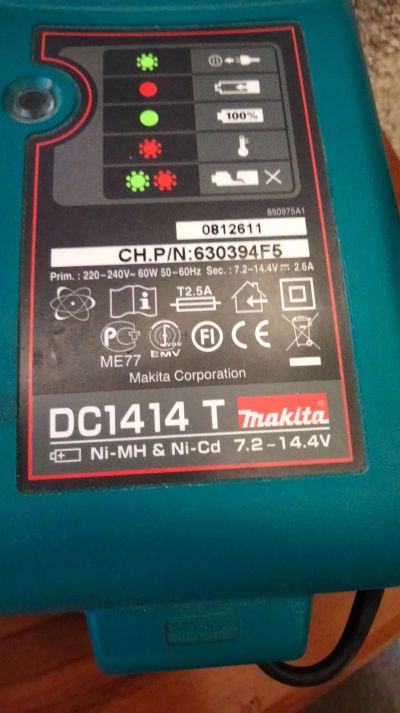 100%
850975A1
0812611
CH.P/N:630394F5
Prim. : 220-240V~ 60W 50-60Hz Sec. : 7.2-14.4V⎓ 2.6A
T2.5A
ME77
EMV
FI
CE
Makita Corporation
DC1414 T makita
Ni-MH & Ni-Cd 7.2-14.4V